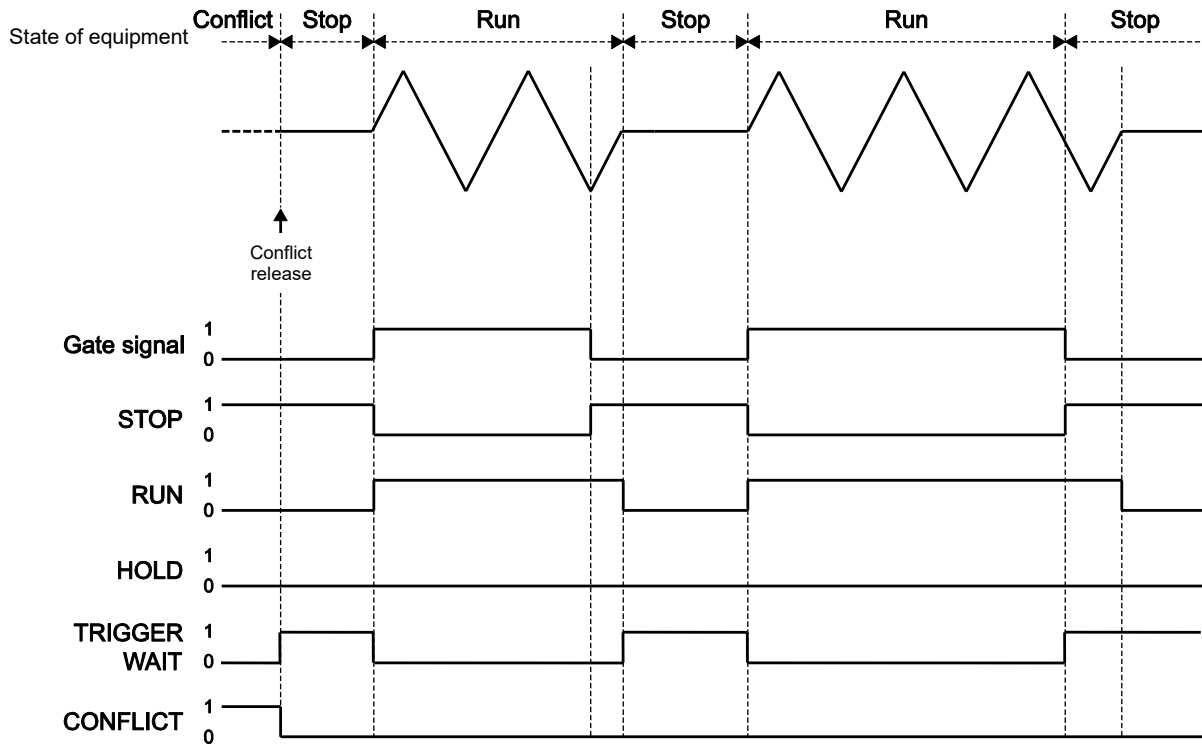 Conflict Stop Run Stop Run Stop
State of equipment
Conflict
release
Gate signal 1
0
STOP 1
0
RUN 1
0
HOLD 1
0
TRIGGER 1
WAIT 0
CONFLICT 1
0